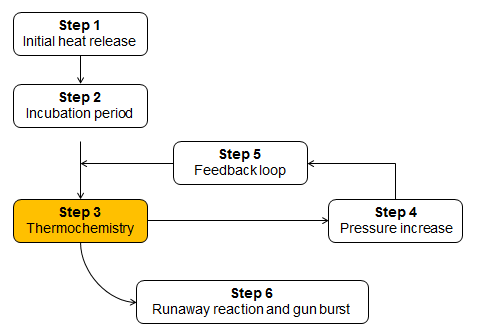 Step 1
Initial heat release
Step 2
Incubation period
Step 5
Feedback loop
Step 3
Thermochemistry
Step 4
Pressure increase
Step 6
Runaway reaction and gun burst